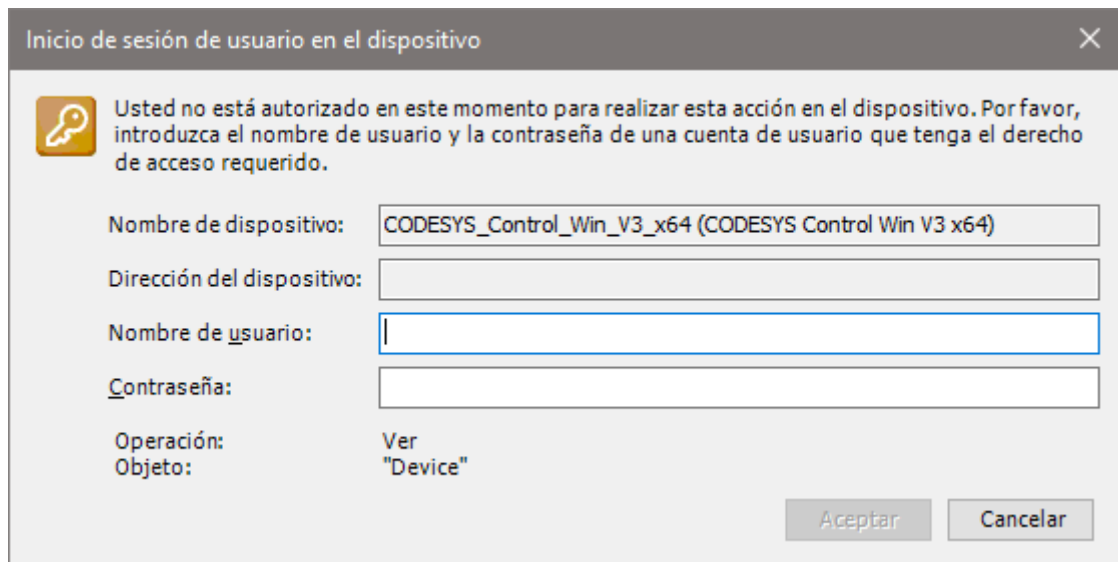 Inicio de sesión de usuario en el dispositivo
Usted no está autorizado en este momento para realizar esta acción en el dispositivo. Por favor,
introduzca el nombre de usuario y la contraseña de una cuenta de usuario que tenga el derecho
de acceso requerido.
Nombre de dispositivo: CODESYS_Control_Win_V3_x64 (CODESYS Control Win V3 x64)
Dirección del dispositivo:
Nombre de usuario:
Contraseña:
Operación: Ver
Objeto: "Device"
Aceptar Cancelar